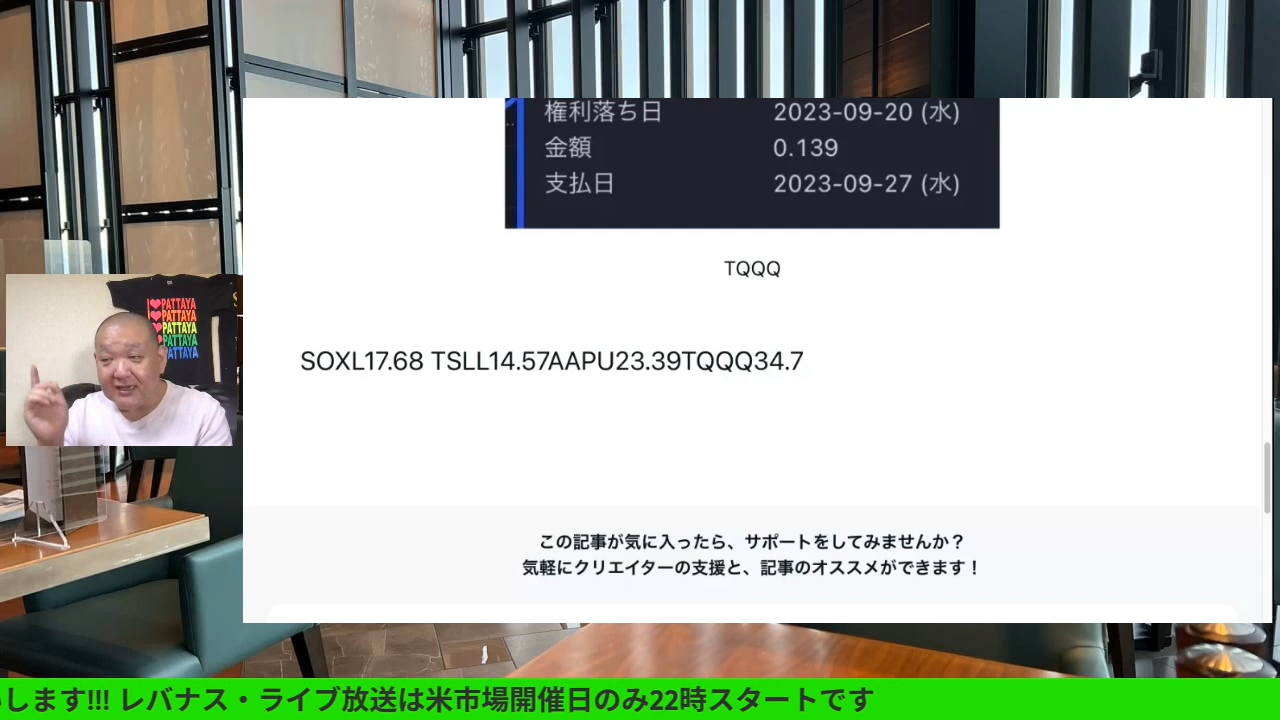 権利落ち日 2023-09-20 (水)
金額 0.139
支払日 2023-09-27 (水)
TQQQ
SOXL17.68 TSLL14.57AAPU23.39TQQQ34.7
この記事が気に入ったら、サポートをしてみませんか？
気軽にクリエイターの支援と、記事のオススメができます！
I❤PATTAYA
❤PATTAYA
❤PATTAYA
PATTAYA
ATTAYA
します!!! レバナス・ライブ放送は米市場開催日のみ22時スタートです